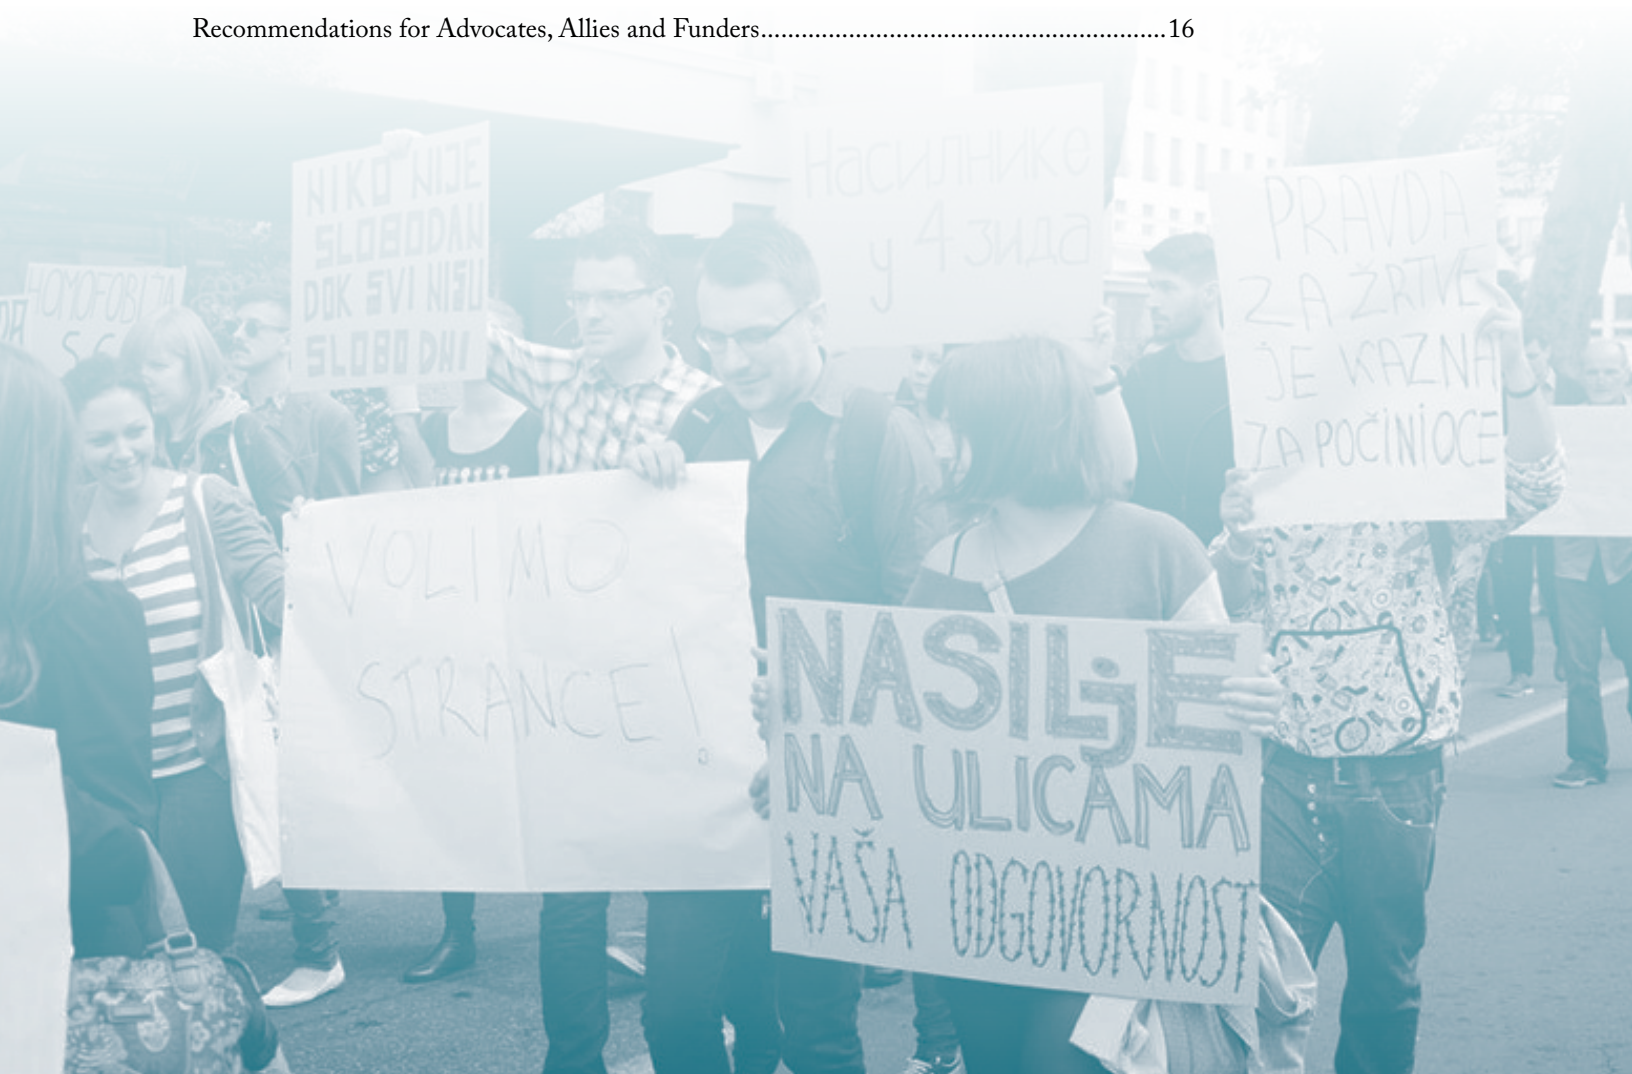 Recommendations for Advocates, Allies and Funders............................................................16
HOMOFOBIJA
NIKO NIJE
SLOBODAN
DOK SVI NISU
SLOBODNI
Насилнике
у 4 зида
PRAVDA
ZA ŽRTVE
JE KAZNA
ZA POČINIOCE
VOLIMO
STRANCE!
NASILjE
NA ULICAMA
VAŠA ODGOVORNOST